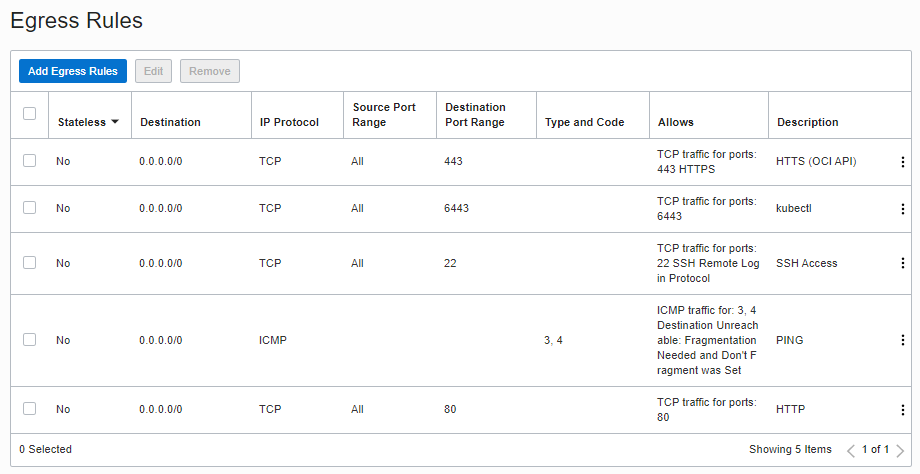 Egress Rules
Add Egress Rules Edit Remove
Stateless Destination IP Protocol Source Port Range Destination Port Range Type and Code Allows Description
No 0.0.0.0/0 TCP All 443 TCP traffic for ports: 443 HTTPS HTTS (OCI API)
No 0.0.0.0/0 TCP All 6443 TCP traffic for ports: 6443 kubectl
No 0.0.0.0/0 TCP All 22 TCP traffic for ports: 22 SSH Remote Log in Protocol SSH Access
No 0.0.0.0/0 ICMP 3, 4 ICMP traffic for: 3, 4 Destination Unreach able: Fragmentation Needed and Don't F ragment was Set PING
No 0.0.0.0/0 TCP All 80 TCP traffic for ports: 80 HTTP
0 Selected Showing 5 Items 1 of 1